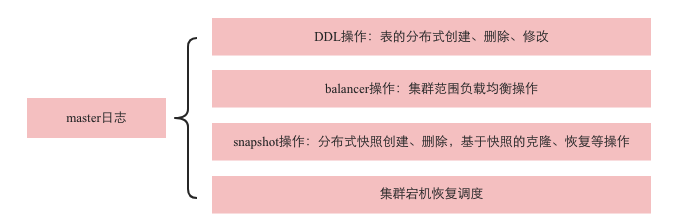 DDL操作：表的分布式创建、删除、修改
balancer操作：集群范围负载均衡操作
master日志
snapshot操作：分布式快照创建、删除，基于快照的克隆、恢复等操作
集群宕机恢复调度